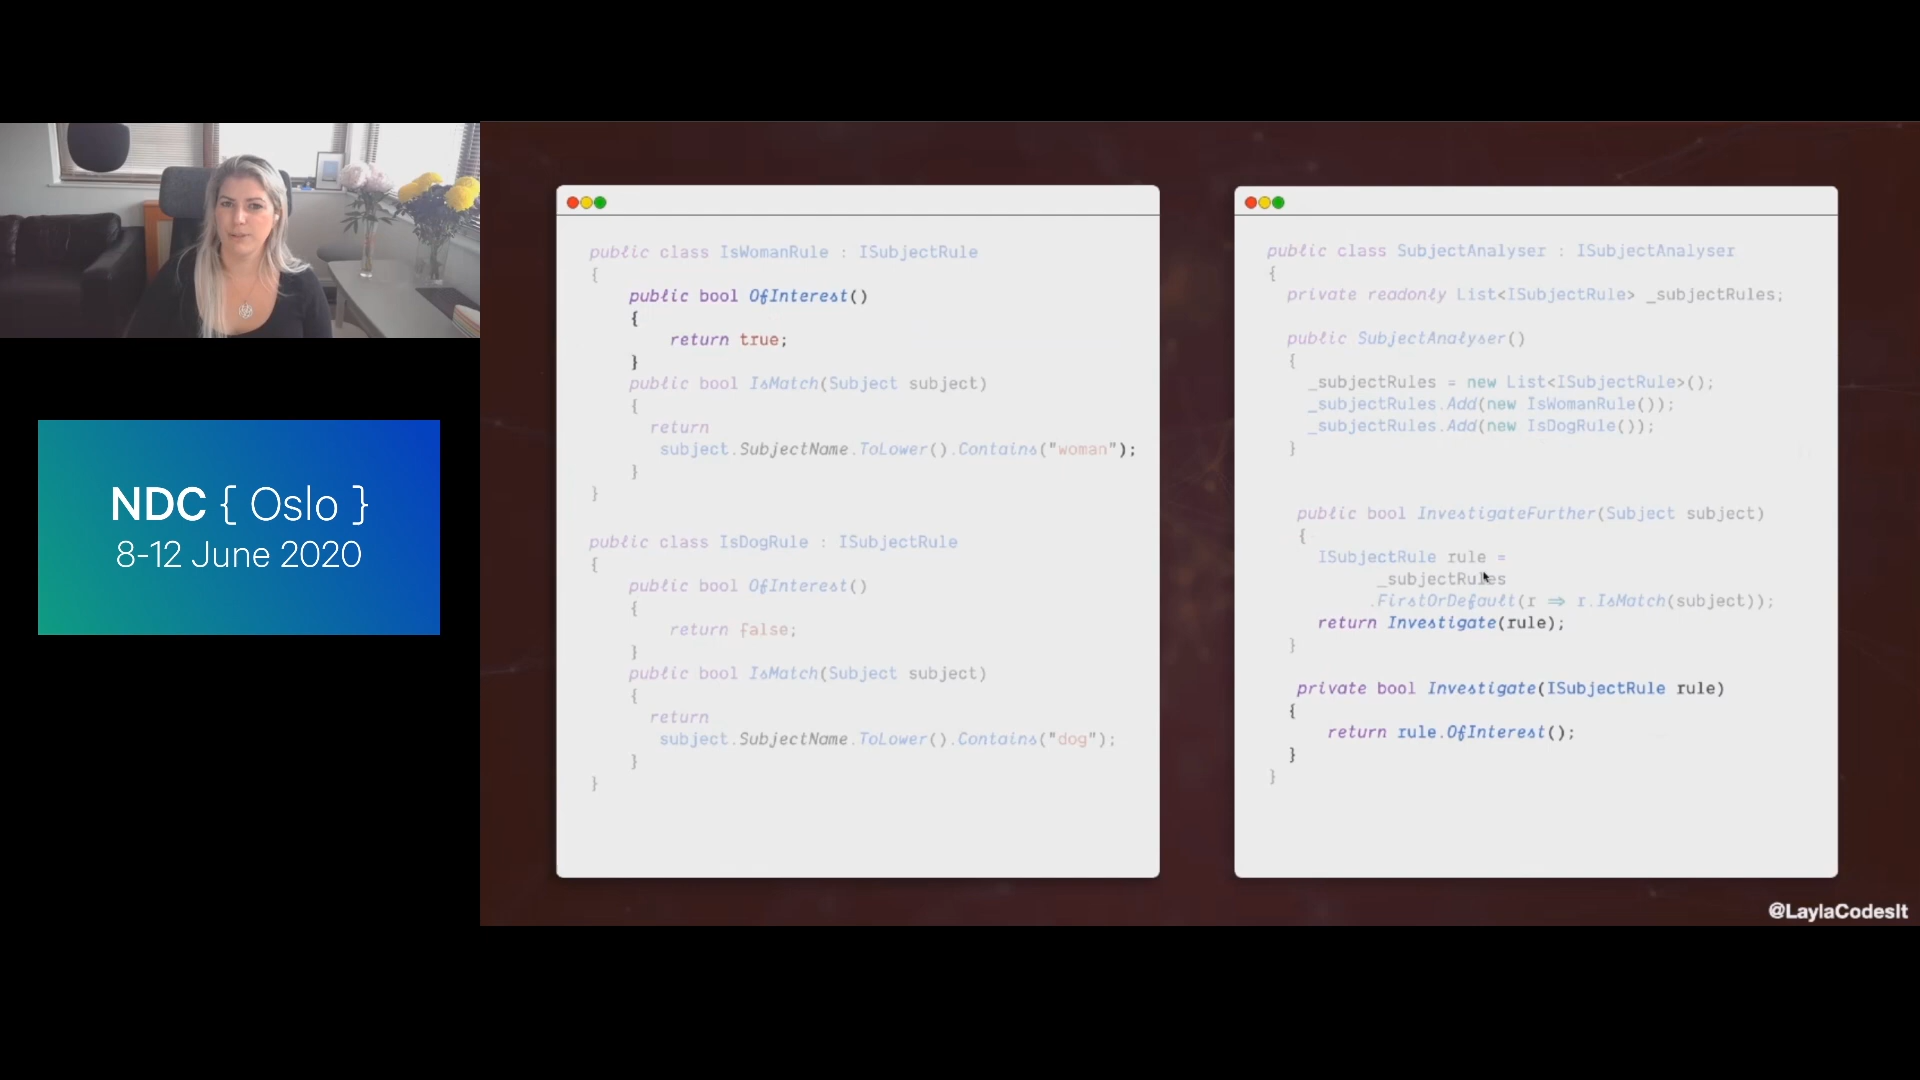 NDC { Oslo }
8-12 June 2020
public class IsWomanRule : ISubjectRule
{
public bool OfInterest()
{
return true;
}
public bool IsMatch(Subject subject)
{
return
subject.SubjectName.ToLower().Contains("woman");
}
}
public class IsDogRule : ISubjectRule
{
public bool OfInterest()
{
return false;
}
public bool IsMatch(Subject subject)
{
return
subject.SubjectName.ToLower().Contains("dog");
}
}
public class SubjectAnalyser : ISubjectAnalyser
{
private readonly List<ISubjectRule> _subjectRules;
public SubjectAnalyser()
{
_subjectRules = new List<ISubjectRule>();
_subjectRules.Add(new IsWomanRule());
_subjectRules.Add(new IsDogRule());
}
public bool InvestigateFurther(Subject subject)
{
ISubjectRule rule =
_subjectRules
.FirstOrDefault(r => r.IsMatch(subject));
return Investigate(rule);
}
private bool Investigate(ISubjectRule rule)
{
return rule.OfInterest();
}
}
@LaylaCodesIt